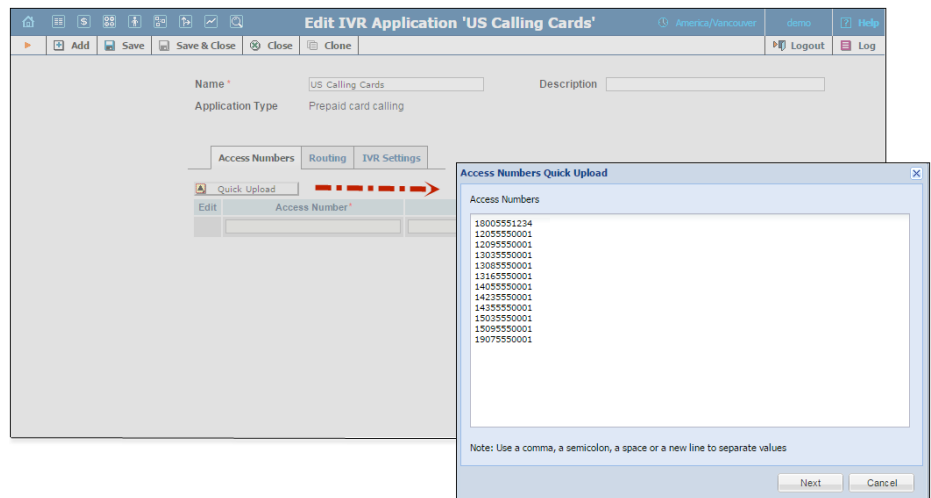 Edit IVR Application 'US Calling Cards' America/Vancouver demo Help
Add Save Save & Close Close Clone Logout Log
Name * US Calling Cards Description
Application Type Prepaid card calling
Access Numbers Routing IVR Settings
Quick Upload
Edit Access Number*
Access Numbers Quick Upload
Access Numbers
18005551234
12055550001
12095550001
13035550001
13085550001
13165550001
14055550001
14235550001
14355550001
15035550001
15095550001
19075550001
Note: Use a comma, a semicolon, a space or a new line to separate values
Next Cancel